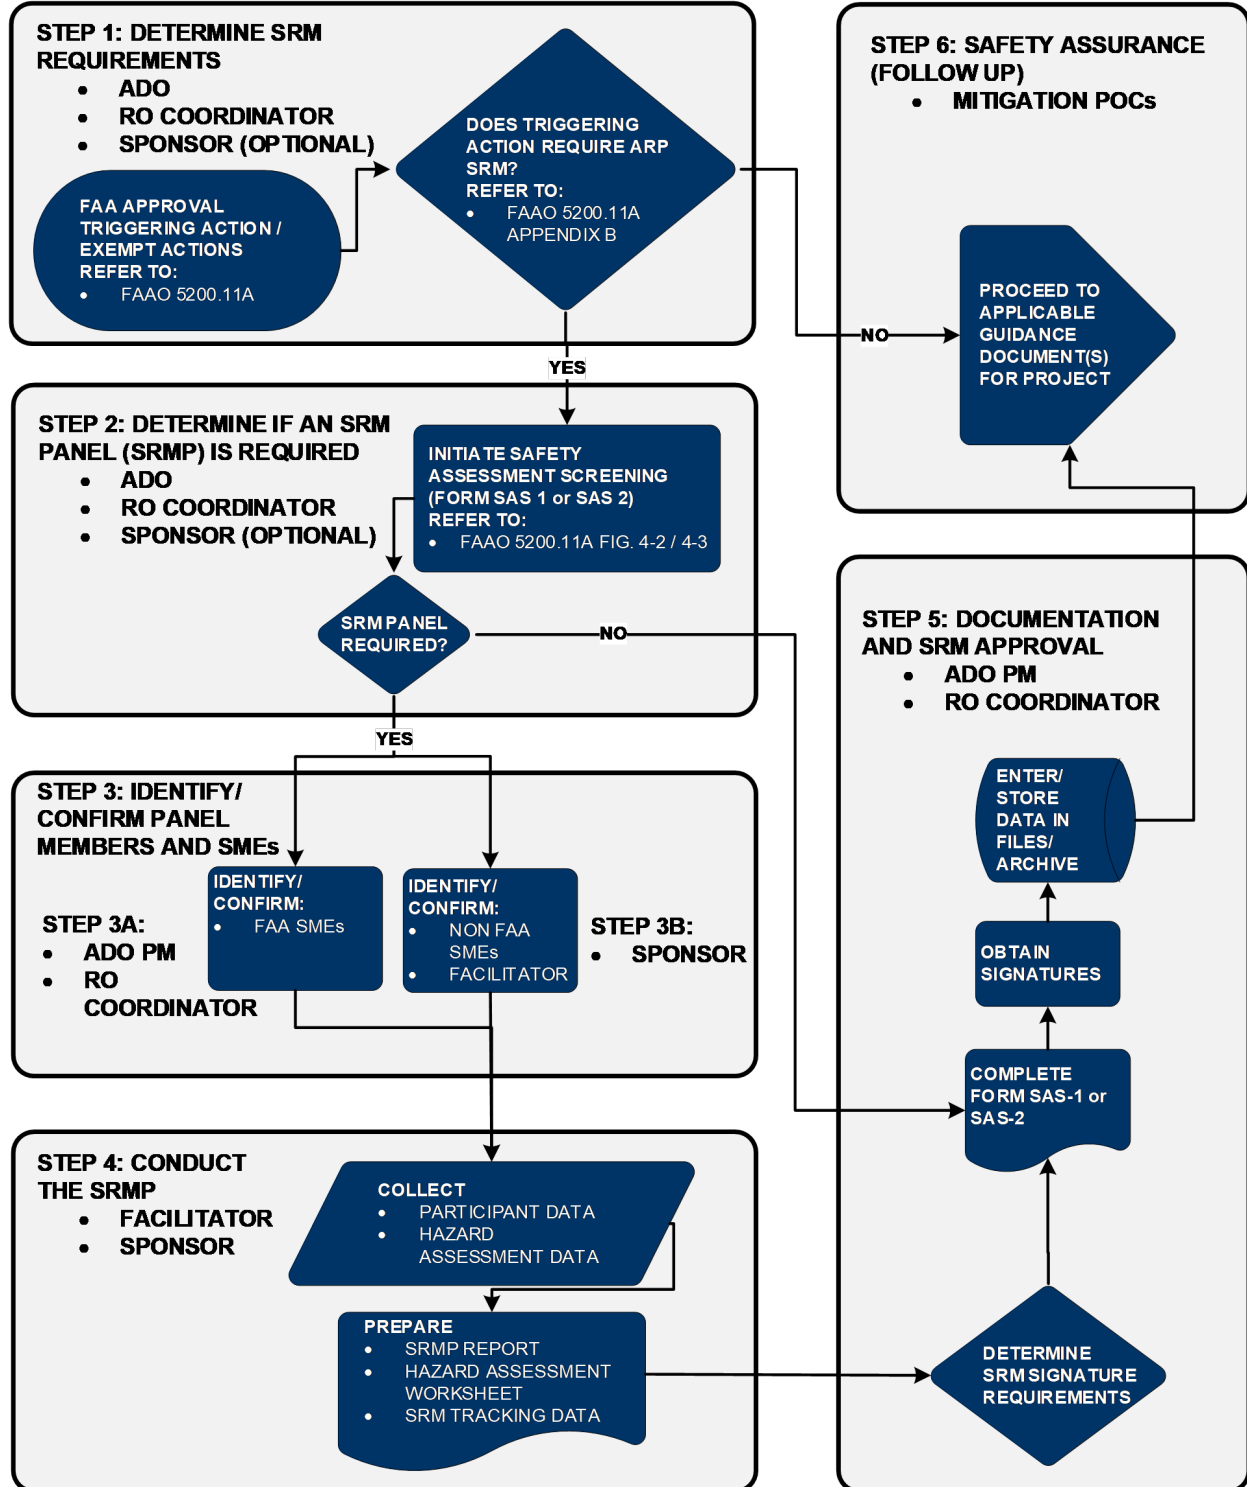 STEP 1: DETERMINE SRM
REQUIREMENTS
• ADO
• RO COORDINATOR
• SPONSOR (OPTIONAL)
FAA APPROVAL
TRIGGERING ACTION /
EXEMPT ACTIONS
REFER TO:
• FAAO 5200.11A
DOES TRIGGERING
ACTION REQUIRE ARP
SRM?
REFER TO:
• FAAO 5200.11A
APPENDIX B
NO
YES
STEP 2: DETERMINE IF AN SRM
PANEL (SRMP) IS REQUIRED
• ADO
• RO COORDINATOR
• SPONSOR (OPTIONAL)
INITIATE SAFETY
ASSESSMENT SCREENING
(FORM SAS 1 or SAS 2)
REFER TO:
• FAAO 5200.11A FIG. 4-2 / 4-3
SRM PANEL
REQUIRED?
NO
YES
STEP 3: IDENTIFY/
CONFIRM PANEL
MEMBERS AND SMEs
STEP 3A:
• ADO PM
• RO
COORDINATOR
IDENTIFY/
CONFIRM:
• FAA SMEs
IDENTIFY/
CONFIRM:
• NON FAA
SMEs
• FACILITATOR
STEP 3B:
• SPONSOR
STEP 4: CONDUCT
THE SRMP
• FACILITATOR
• SPONSOR
COLLECT
• PARTICIPANT DATA
• HAZARD
ASSESSMENT DATA
PREPARE
• SRMP REPORT
• HAZARD ASSESSMENT
WORKSHEET
• SRM TRACKING DATA
STEP 5: DOCUMENTATION
AND SRM APPROVAL
• ADO PM
• RO COORDINATOR
ENTER/
STORE
DATA IN
FILES/
ARCHIVE
OBTAIN
SIGNATURES
COMPLETE
FORM SAS-1 or
SAS-2
DETERMINE
SRM SIGNATURE
REQUIREMENTS
STEP 6: SAFETY ASSURANCE
(FOLLOW UP)
• MITIGATION POCs
PROCEED TO
APPLICABLE
GUIDANCE
DOCUMENT(S)
FOR PROJECT